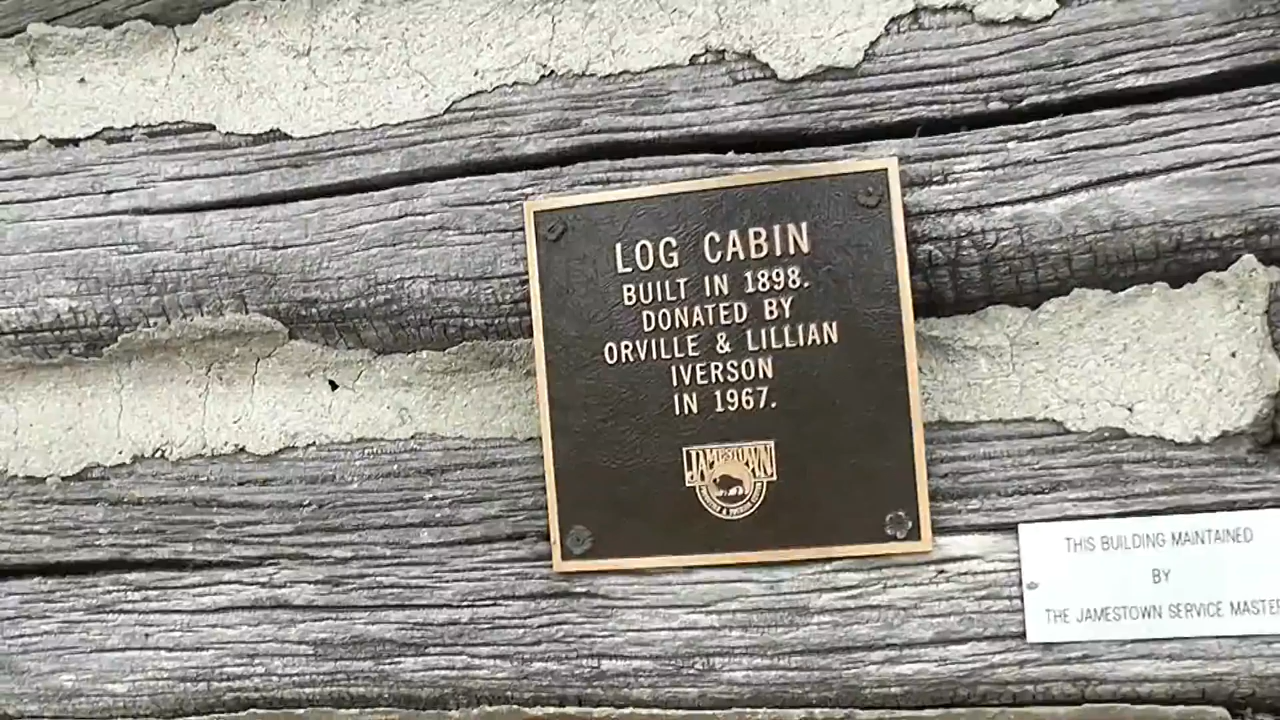 LOG CABIN
BUILT IN 1898.
DONATED BY
ORVILLE & LILLIAN
IVERSON
IN 1967.
JAMESTOWN
THIS BUILDING MAINTAINED
BY
THE JAMESTOWN SERVICE MASTER